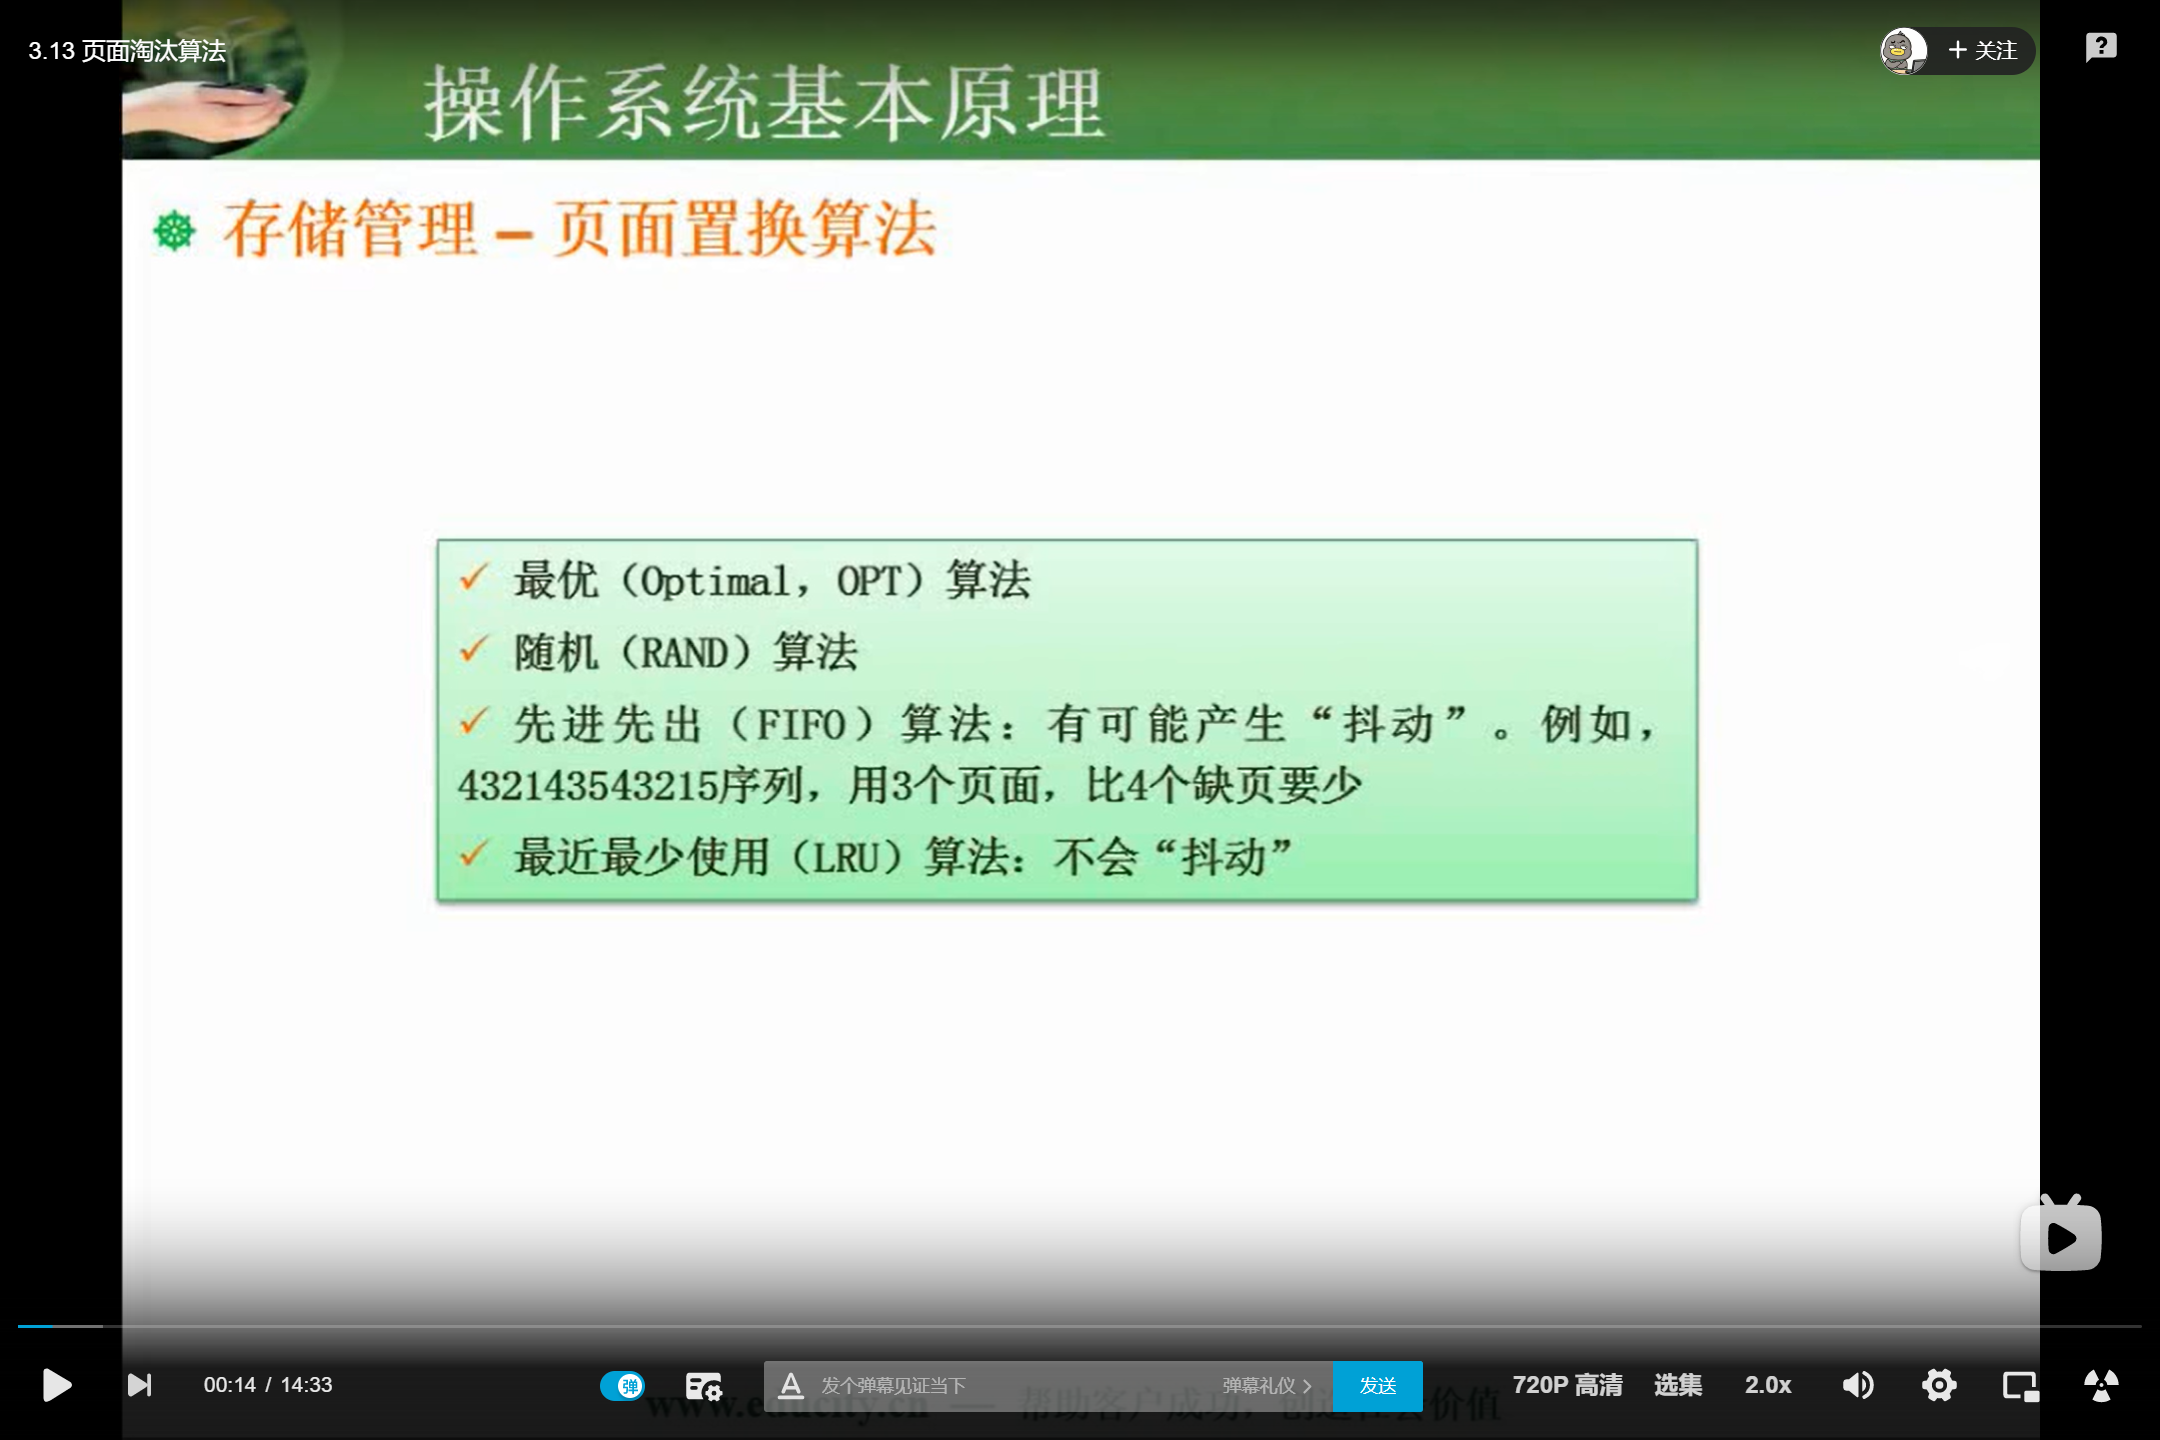 3.13 页面淘汰算法
+ 关注
操作系统基本原理
存储管理 – 页面置换算法
✓ 最优（Optimal，OPT）算法
✓ 随机（RAND）算法
✓ 先进先出（FIFO）算法：有可能产生“抖动”。例如，
432143543215序列，用3个页面，比4个缺页要少
✓ 最近最少使用（LRU）算法：不会“抖动”
00:14 / 14:33
弹
A 发个弹幕见证当下
弹幕礼仪 >
发送
720P 高清
选集
2.0x
www.educity.cn — 帮助客户成功，创造社会价值